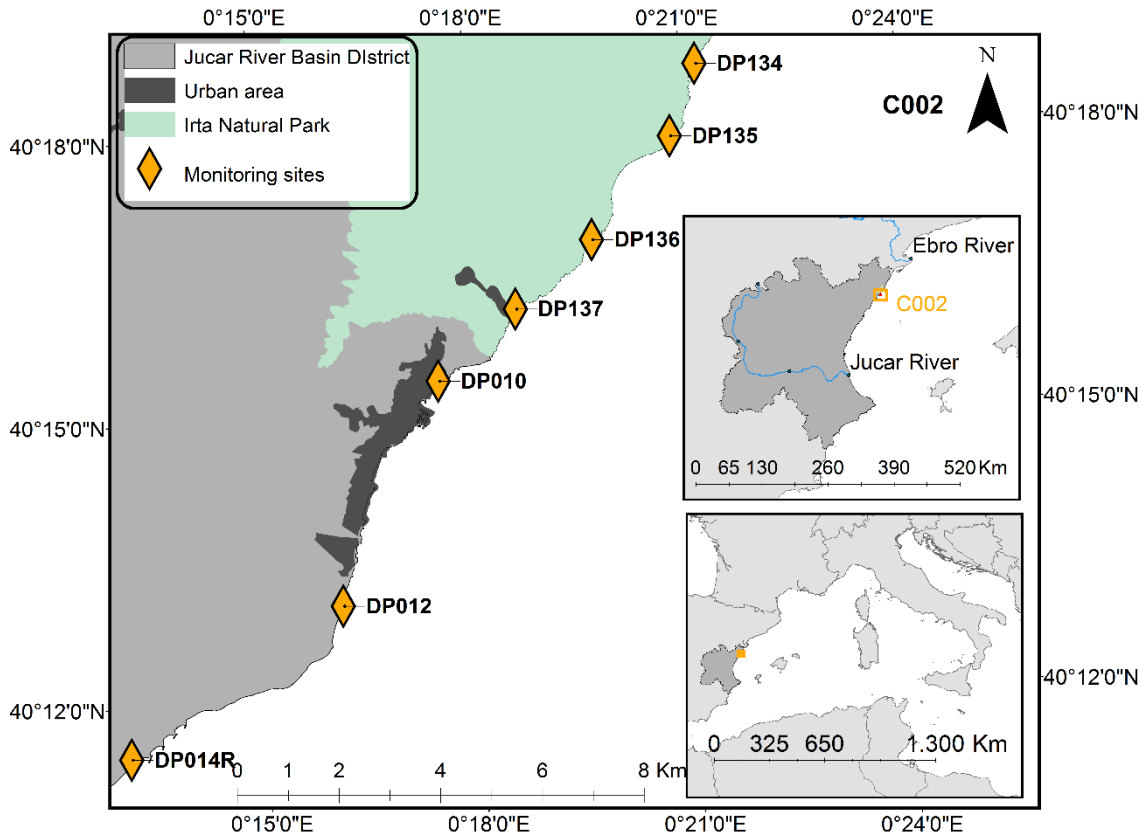 0°15'0"E 0°18'0"E 0°21'0"E 0°24'0"E
Jucar River Basin DIstrict
Urban area
Irta Natural Park
Monitoring sites
N
C002
DP134
DP135
DP136
DP137
DP010
DP012
DP014R
40°18'0"N
40°15'0"N
40°12'0"N
40°18'0"N
40°15'0"N
40°12'0"N
Ebro River
C002
Jucar River
0 65 130 260 390 520 Km
0 325 650 1.300 Km
0 1 2 4 6 8 Km
0°15'0"E 0°18'0"E 0°21'0"E 0°24'0"E